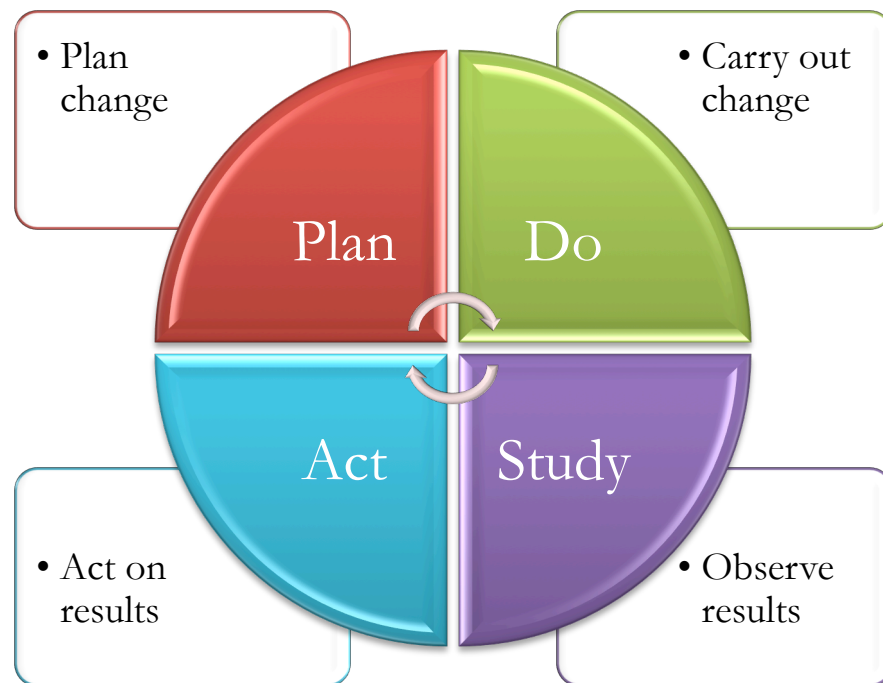 • Plan
change
• Carry out
change
Plan
Do
Act
Study
• Act on
results
• Observe
results